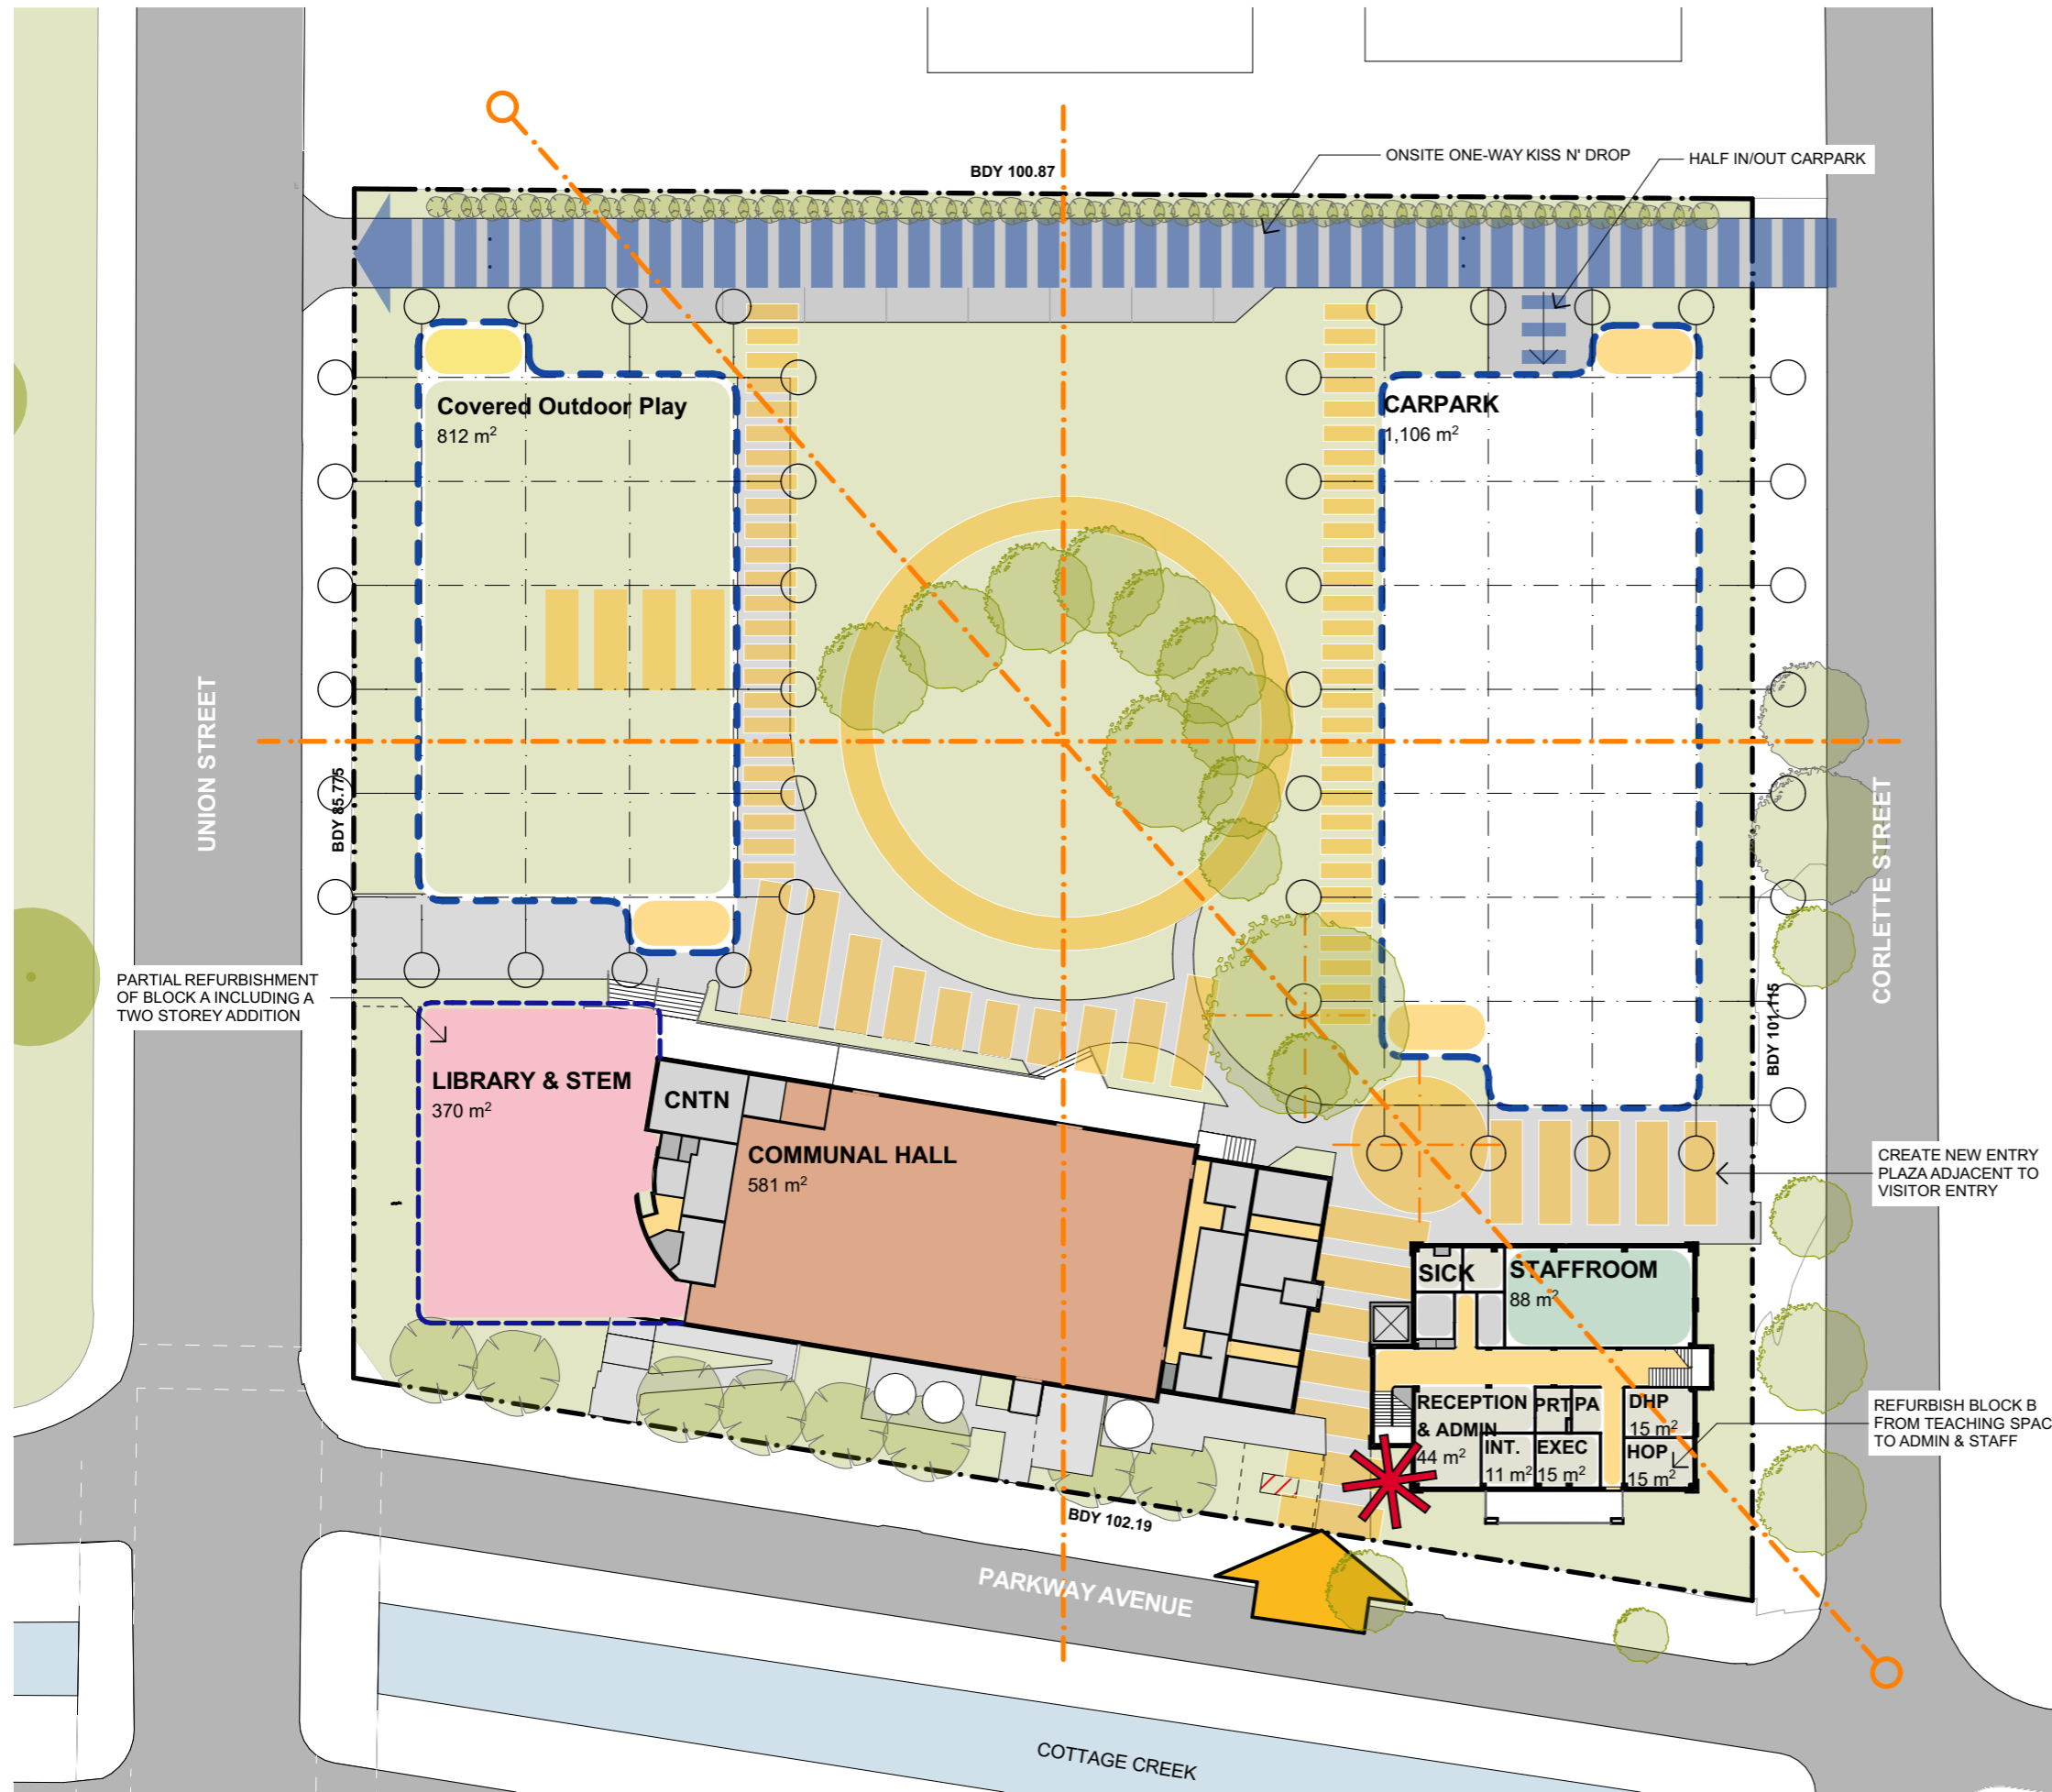 ONSITE ONE-WAY KISS N' DROP
HALF IN/OUT CARPARK
BDY 100.87
Covered Outdoor Play
812 m²
CARPARK
1,106 m²
UNION STREET
BDY 85.775
CORLETTE STREET
BDY 101.115
PARTIAL REFURBISHMENT
OF BLOCK A INCLUDING A
TWO STOREY ADDITION
LIBRARY & STEM
370 m²
CNTN
COMMUNAL HALL
581 m²
CREATE NEW ENTRY
PLAZA ADJACENT TO
VISITOR ENTRY
SICK
STAFFROOM
88 m²
RECEPTION
& ADMIN
44 m²
PRT
PA
DHP
15 m²
INT.
11 m²
EXEC
15 m²
HOP
15 m²
REFURBISH BLOCK B
FROM TEACHING SPAC
TO ADMIN & STAFF
BDY 102.19
PARKWAY AVENUE
COTTAGE CREEK